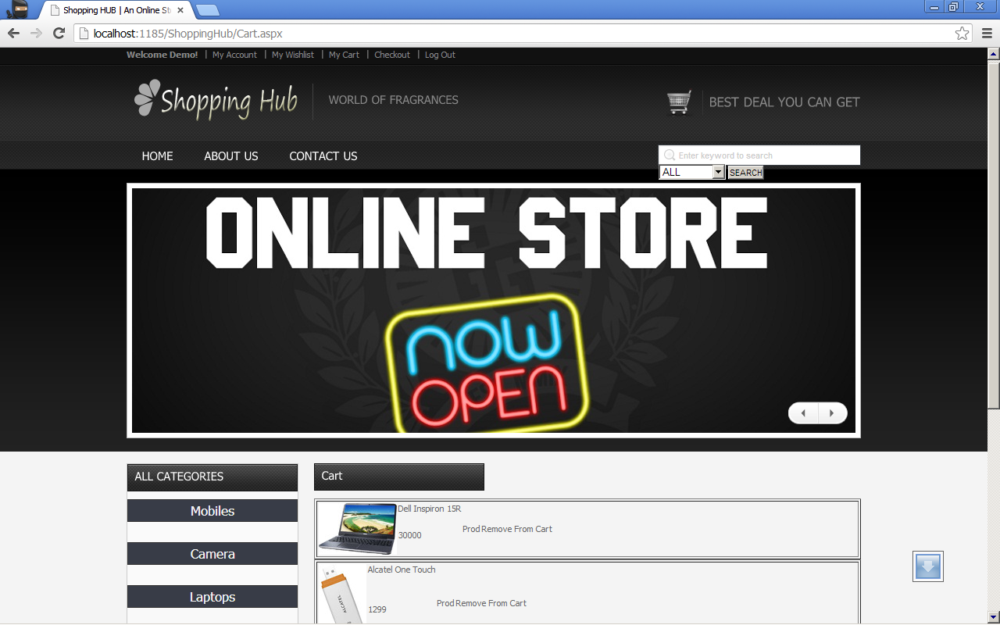 Shopping HUB | An Online St
localhost:1185/ShoppingHub/Cart.aspx
Welcome Demo! | My Account | My Wishlist | My Cart | Checkout | Log Out
Shopping Hub
WORLD OF FRAGRANCES
BEST DEAL YOU CAN GET
HOME ABOUT US CONTACT US
Enter keyword to search
ALL SEARCH
ONLINE STORE
NOW
OPEN
ALL CATEGORIES
Cart
Mobiles
Dell Inspiron 15R
Prod Remove From Cart
30000
Camera
Alcatel One Touch
Laptops
Prod Remove From Cart
1299
ALCATEL